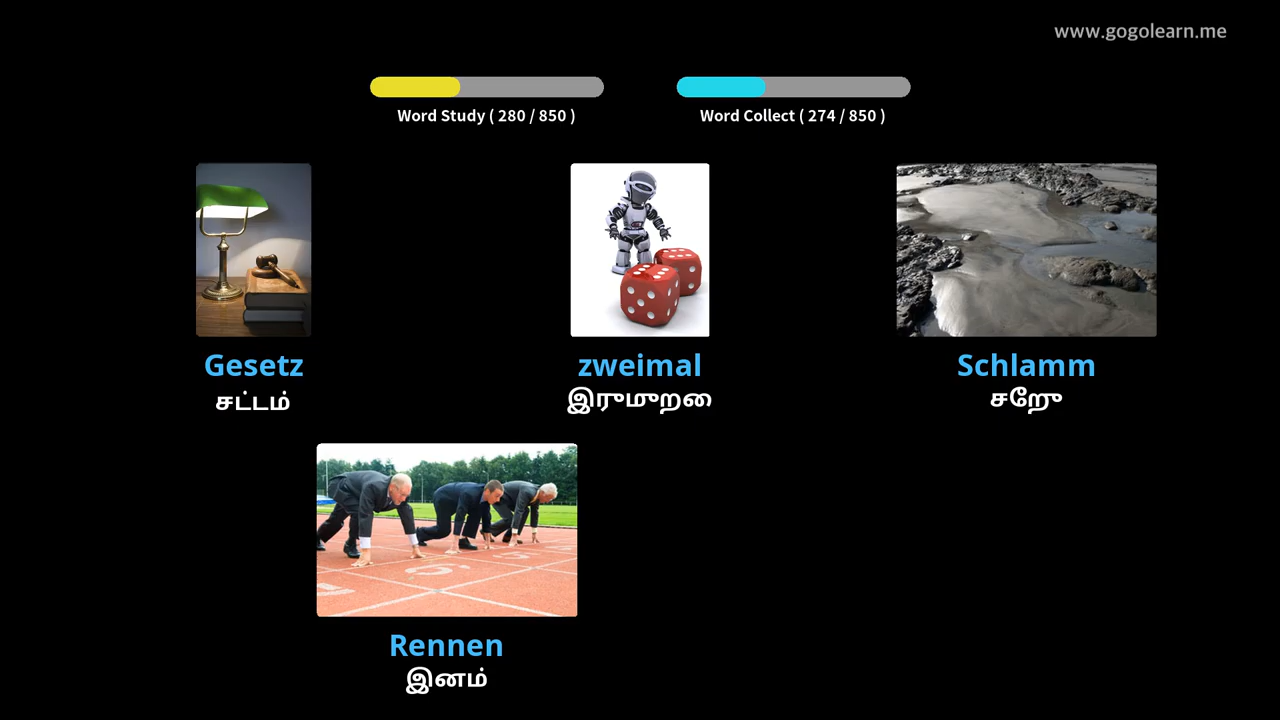 www.gogolearn.me
Word Study ( 280 / 850 )
Word Collect ( 274 / 850 )
Gesetz
zweimal
Schlamm
சட்டம்
இருமுறை
சேறு
Rennen
இனம்